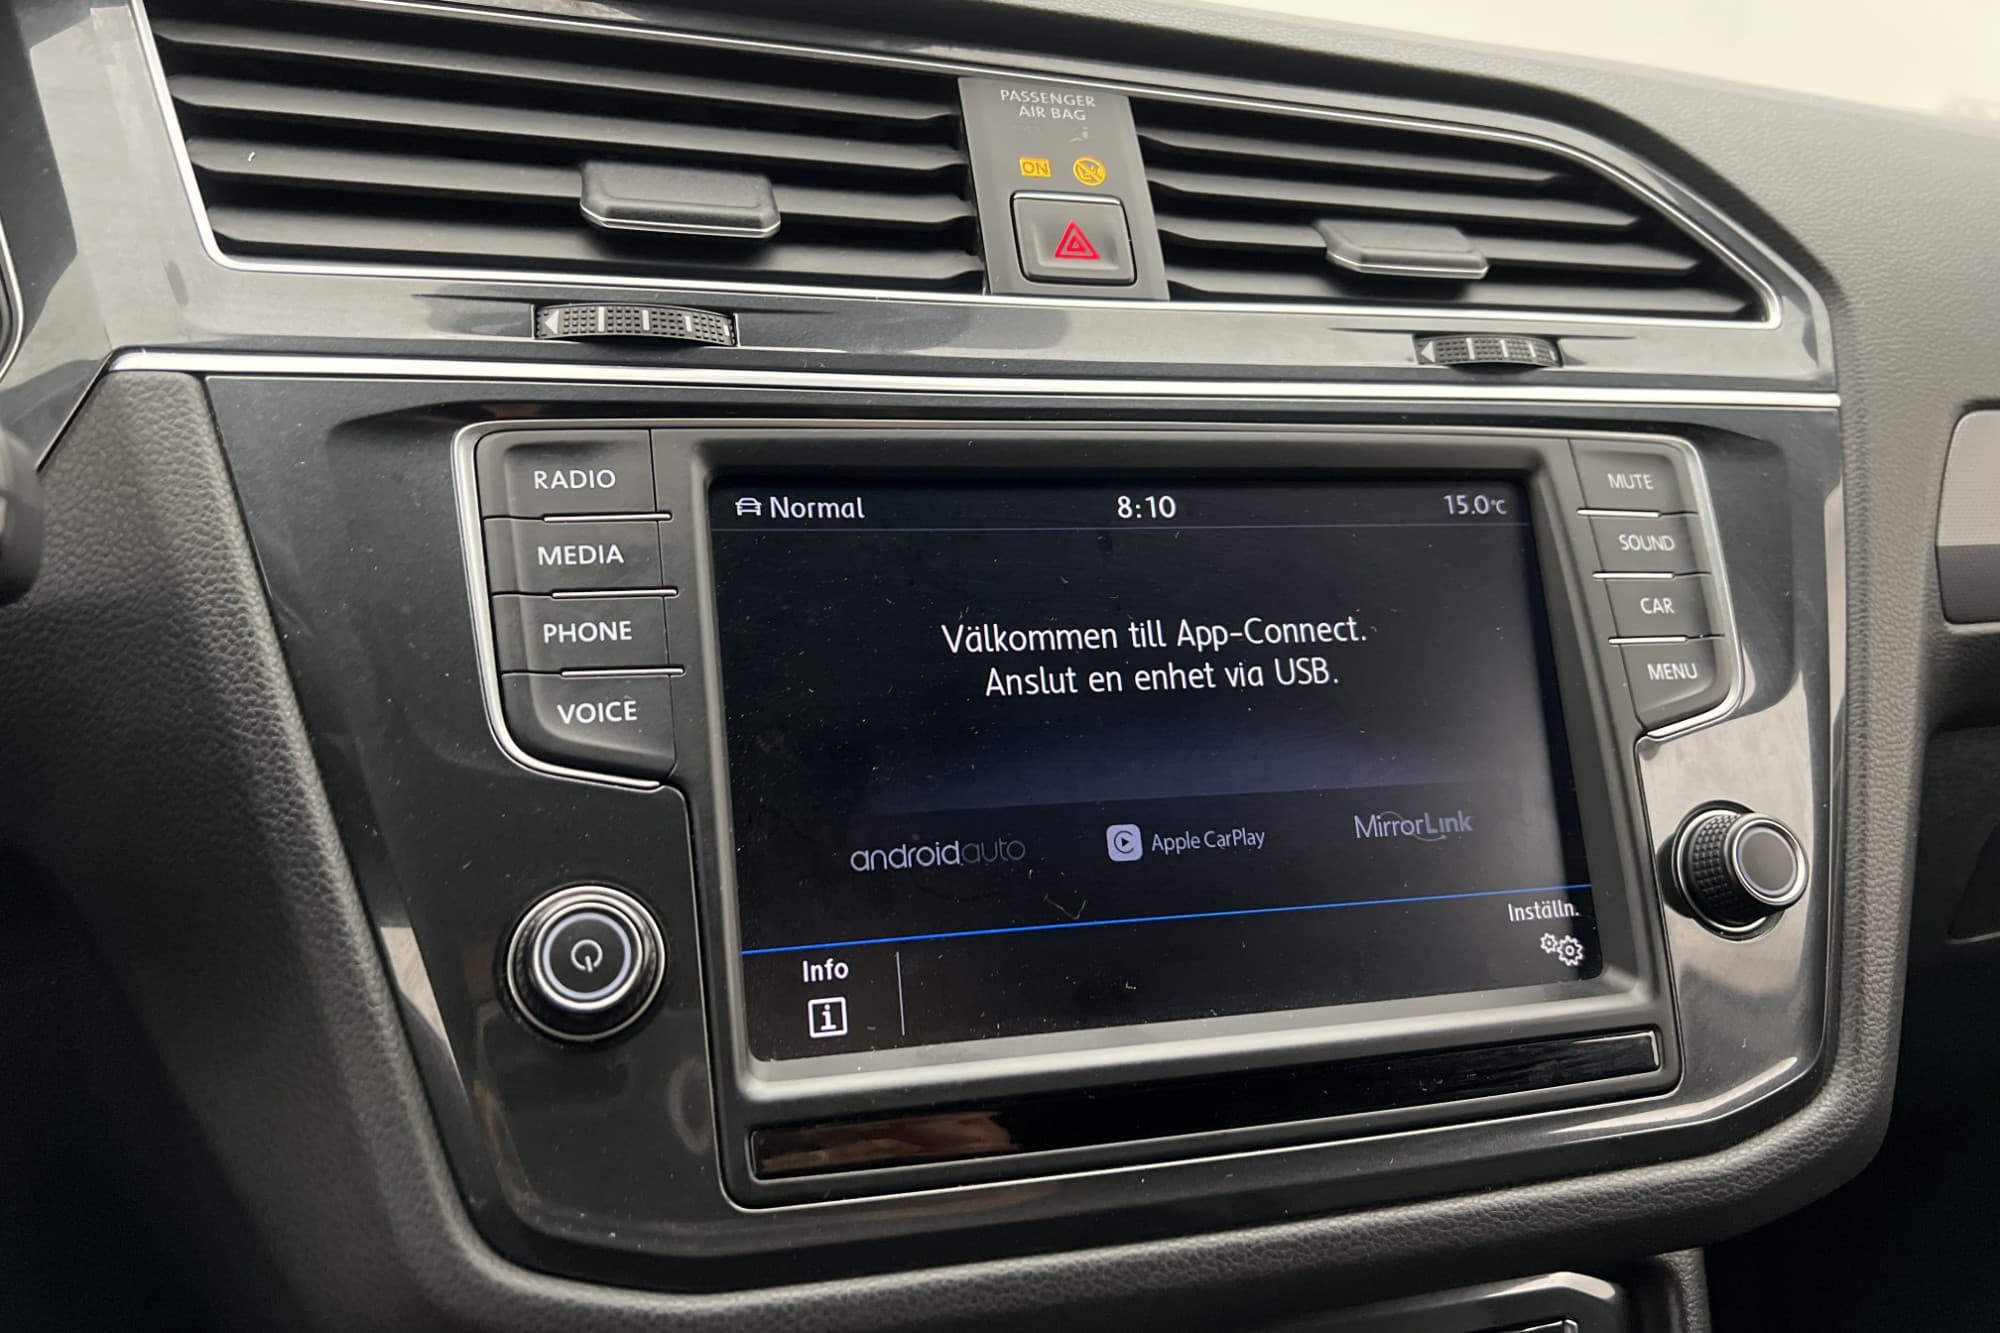 PASSENGER
AIR BAG
ON
RADIO
MEDIA
PHONE
VOICE
Normal
8:10
15.0°C
Välkommen till App-Connect.
Anslut en enhet via USB.
androidauto
Apple CarPlay
MirrorLink
Info
Inställn.
MUTE
SOUND
CAR
MENU